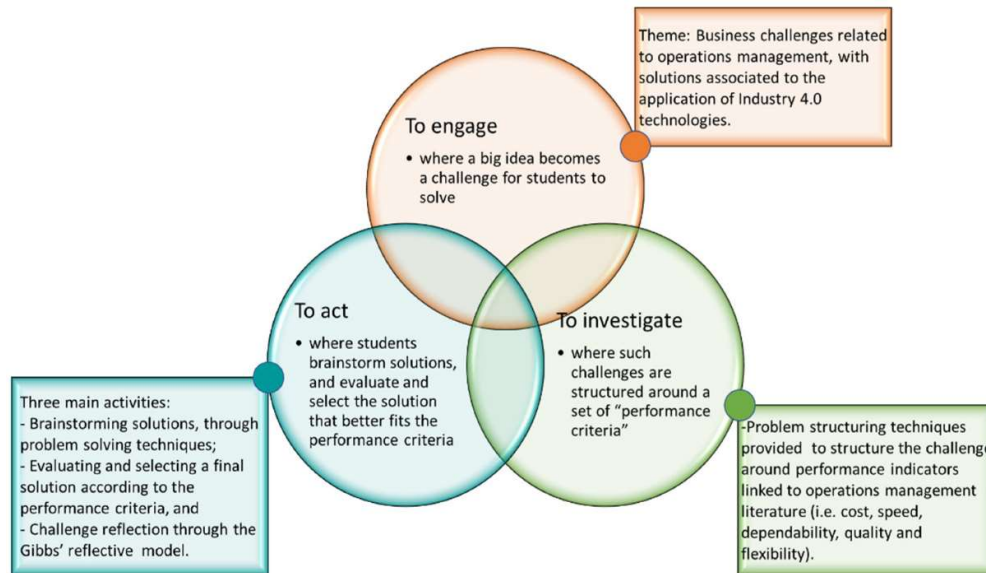 Theme: Business challenges related
to operations management, with
solutions associated to the
application of Industry 4.0
technologies.
To engage
• where a big idea becomes
a challenge for students to
solve
To act
• where students
brainstorm solutions,
and evaluate and
select the solution
that better fits the
performance criteria
To investigate
• where such
challenges are
structured around a
set of “performance
criteria”
Three main activities:
- Brainstorming solutions, through
problem solving techniques;
- Evaluating and selecting a final
solution according to the
performance criteria, and
- Challenge reflection through the
Gibbs’ reflective model.
-Problem structuring techniques
provided to structure the challenge
around performance indicators
linked to operations management
literature (i.e. cost, speed,
dependability, quality and
flexibility).